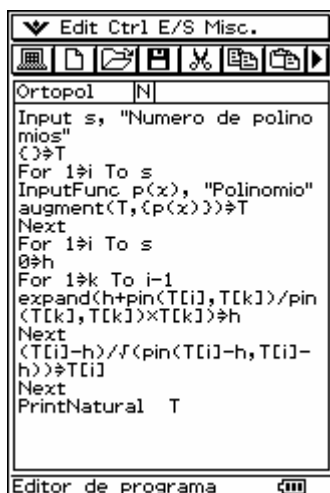 Edit Ctrl E/S Misc.
Ortopol N
Input s, "Numero de polino
mios"
{}⇒T
For 1⇒i To s
InputFunc p(x), "Polinomio"
augment(T,{p(x)})⇒T
Next
For 1⇒i To s
0⇒h
For 1⇒k To i-1
expand(h+pin(T[i],T[k])/pin
(T[k],T[k])×T[k])⇒h
Next
(T[i]-h)/√(pin(T[i]-h,T[i]-
h))⇒T[i]
Next
PrintNatural T
Editor de programa